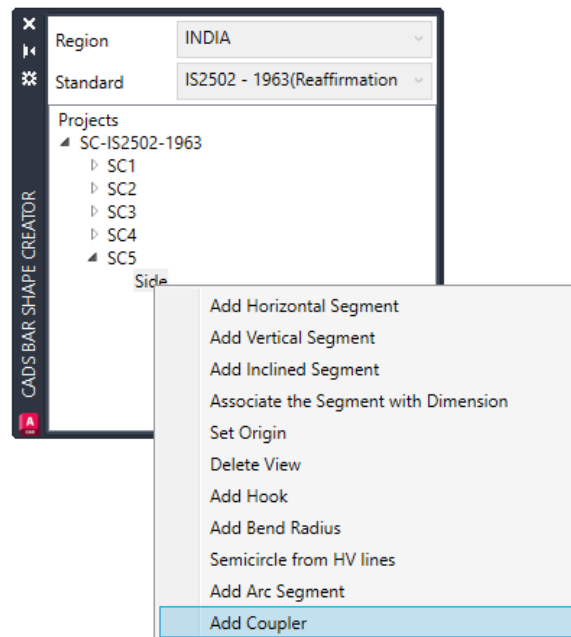 Region INDIA
Standard IS2502 - 1963(Reaffirmation
Projects
SC-IS2502-1963
SC1
SC2
SC3
SC4
SC5
Side
CADS BAR SHAPE CREATOR
A
CAD
Add Horizontal Segment
Add Vertical Segment
Add Inclined Segment
Associate the Segment with Dimension
Set Origin
Delete View
Add Hook
Add Bend Radius
Semicircle from HV lines
Add Arc Segment
Add Coupler